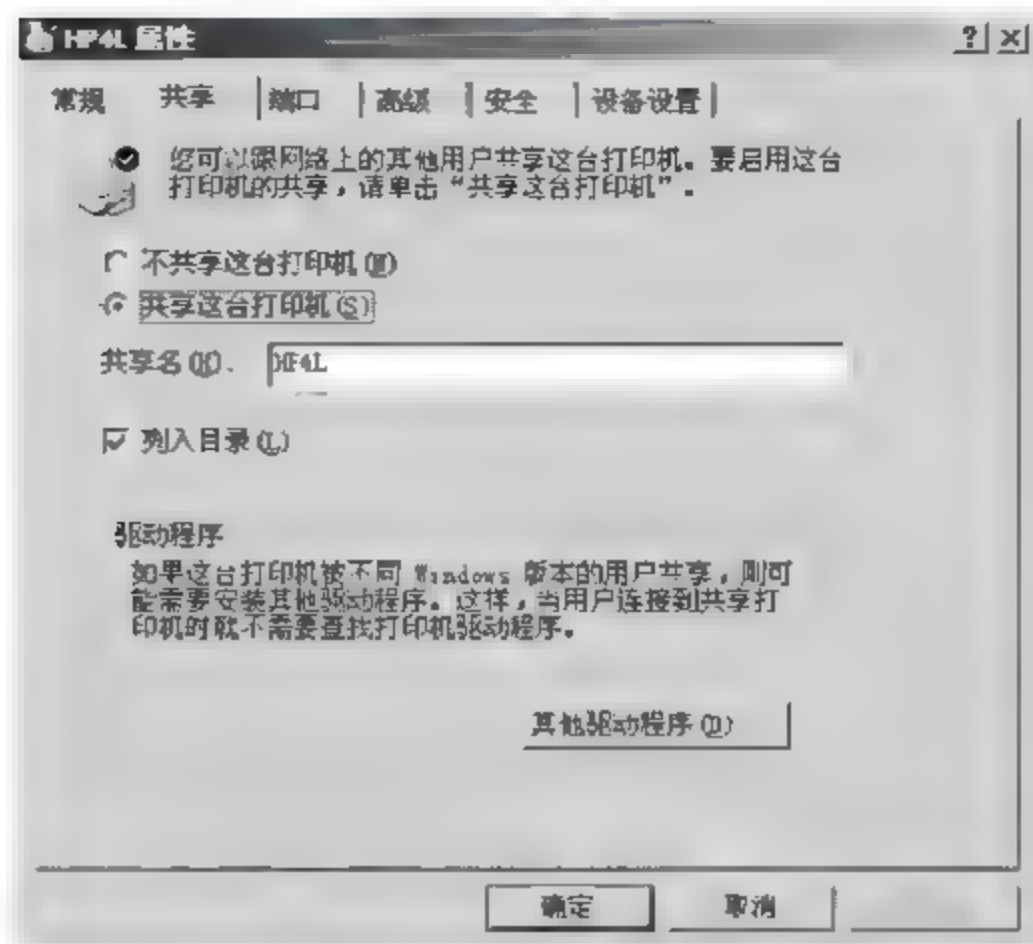 HP4L 属性
常规 共享 端口 高级 安全 设备设置
您可以跟网络上的其他用户共享这台打印机。要启用这台
打印机的共享，请单击“共享这台打印机”.
不共享这台打印机(N)
共享这台打印机(S)
共享名(H). HP4L
列入目录(L)
驱动程序
如果这台打印机被不同 Windows 版本的用户共享，则可
能需要安装其他驱动程序。这样，当用户连接到共享打
印机时就不需要查找打印机驱动程序。
其他驱动程序(D)
确定 取消